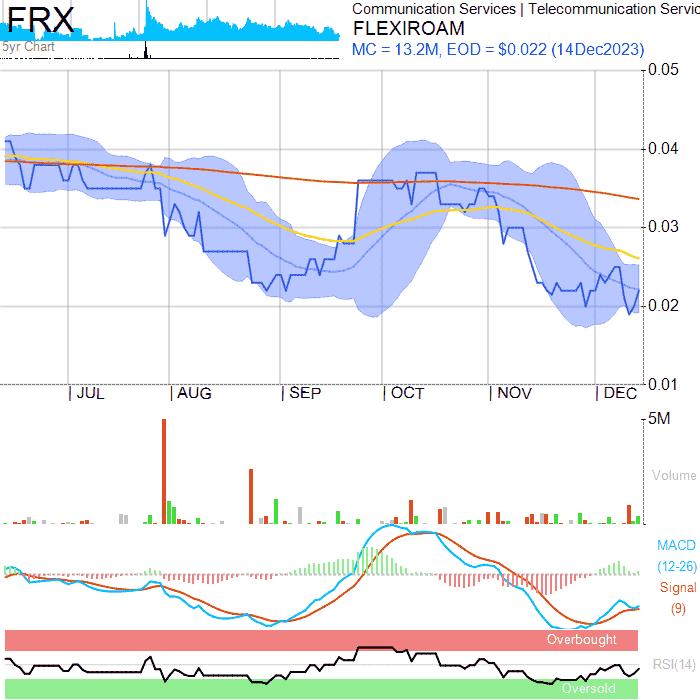 FRX
5yr Chart
Communication Services | Telecommunication Servic
FLEXIROAM
MC = 13.2M, EOD = $0.022 (14Dec2023)
0.05
0.04
0.03
0.02
0.01
| JUL | AUG | SEP | OCT | NOV | DEC
5M
Volume
MACD
(12-26)
Signal
(9)
Overbought
RSI(14)
Oversold